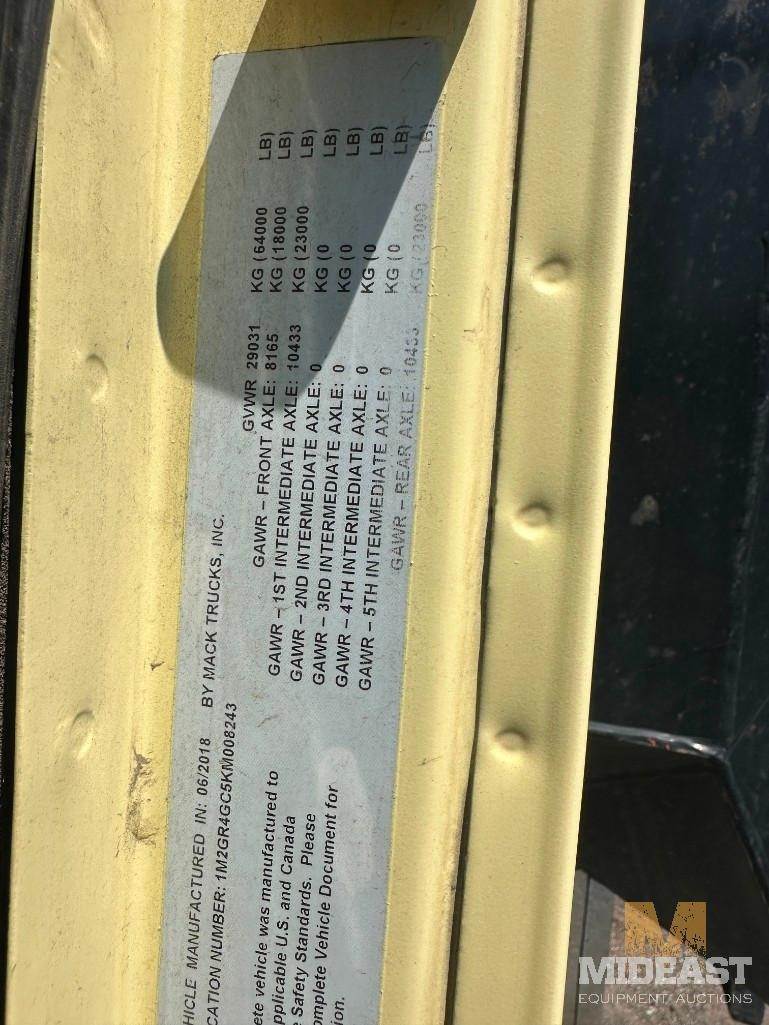 HICLE MANUFACTURED IN: 06/2018 BY MACK TRUCKS, INC.
CATION NUMBER: 1M2GR4GC5KM008243
GVWR 29031 KG (64000 LB)
GAWR – FRONT AXLE: 8165 KG (18000 LB)
GAWR – 1ST INTERMEDIATE AXLE: 10433 KG (23000 LB)
GAWR – 2ND INTERMEDIATE AXLE: 0 KG (0 LB)
GAWR – 3RD INTERMEDIATE AXLE: 0 KG (0 LB)
GAWR – 4TH INTERMEDIATE AXLE: 0 KG (0 LB)
GAWR – 5TH INTERMEDIATE AXLE: 0 KG (0 LB)
GAWR – REAR AXLE: 10433 KG (23000 LB)
ete vehicle was manufactured to
pplicable U.S. and Canada
e Safety Standards. Please
omplete Vehicle Document for
ion.
M
MIDEAST
EQUIPMENT AUCTIONS